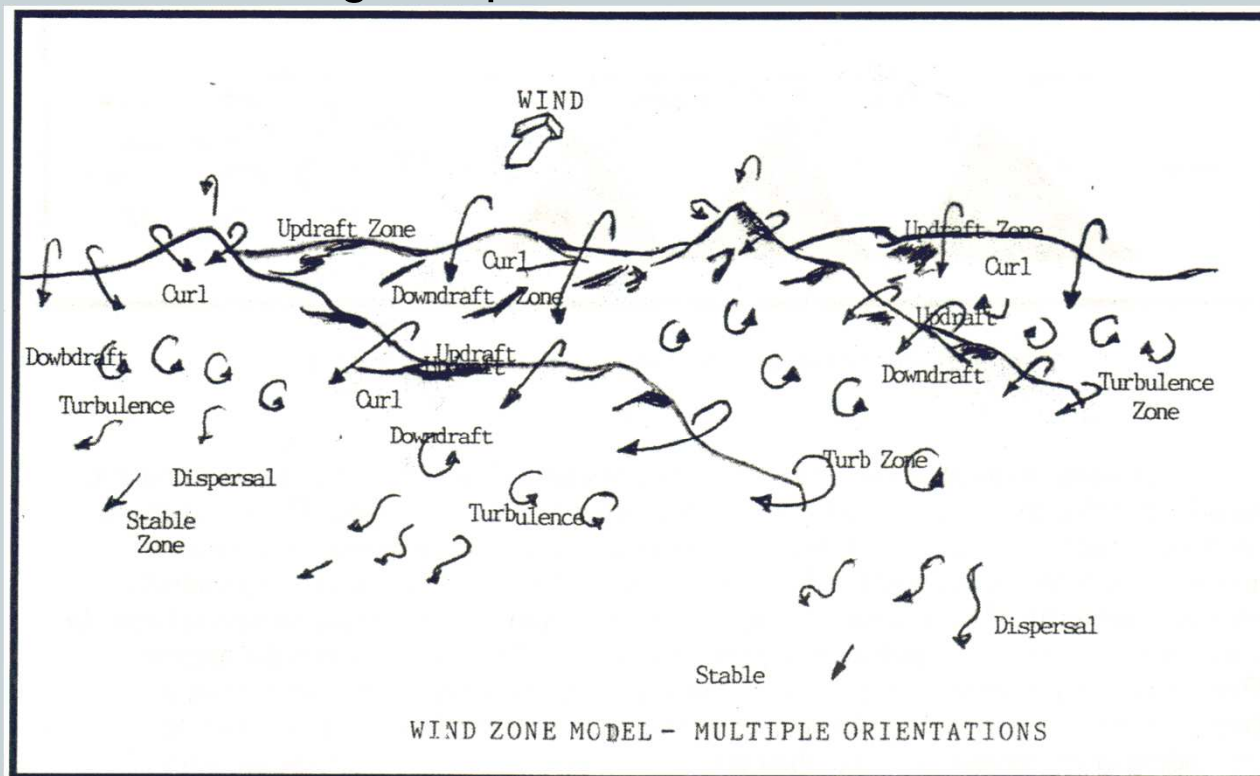 WIND
Updraft Zone
Updraft Zone
Curl
Curl
Curl
Downdraft Zone
Updraft
Dowbdraft
Updraft
Downdraft
Turbulence
Zone
Curl
Turbulence
Downdraft
Turb Zone
Dispersal
Turbulence
Stable
Zone
Dispersal
Stable
WIND ZONE MODEL - MULTIPLE ORIENTATIONS